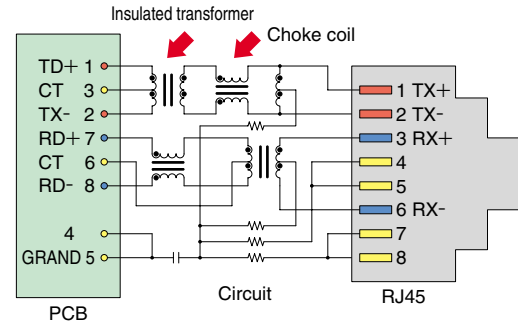 Insulated transformer
Choke coil
TD+ 1
CT 3
TX- 2
RD+ 7
CT 6
RD- 8
4
GRAND 5
PCB
Circuit
1 TX+
2 TX-
3 RX+
4
5
6 RX-
7
8
RJ45